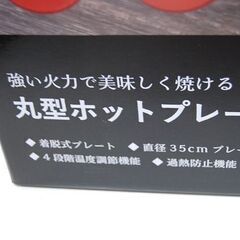 強い火力で美味しく焼ける
丸型ホットプレー
◆ 着脱式プレート ◆ 直径35cm プレー
◆ 4段階温度調節機能 ◆ 過熱防止機能